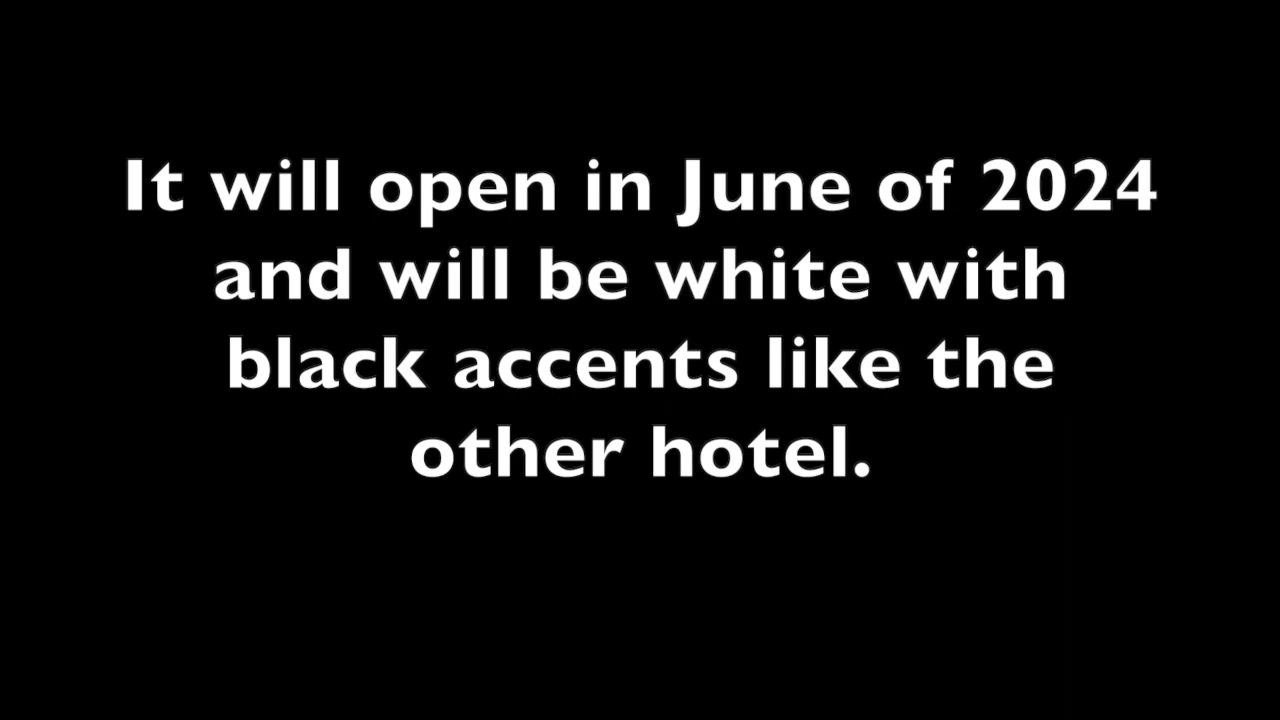 It will open in June of 2024
and will be white with
black accents like the
other hotel.